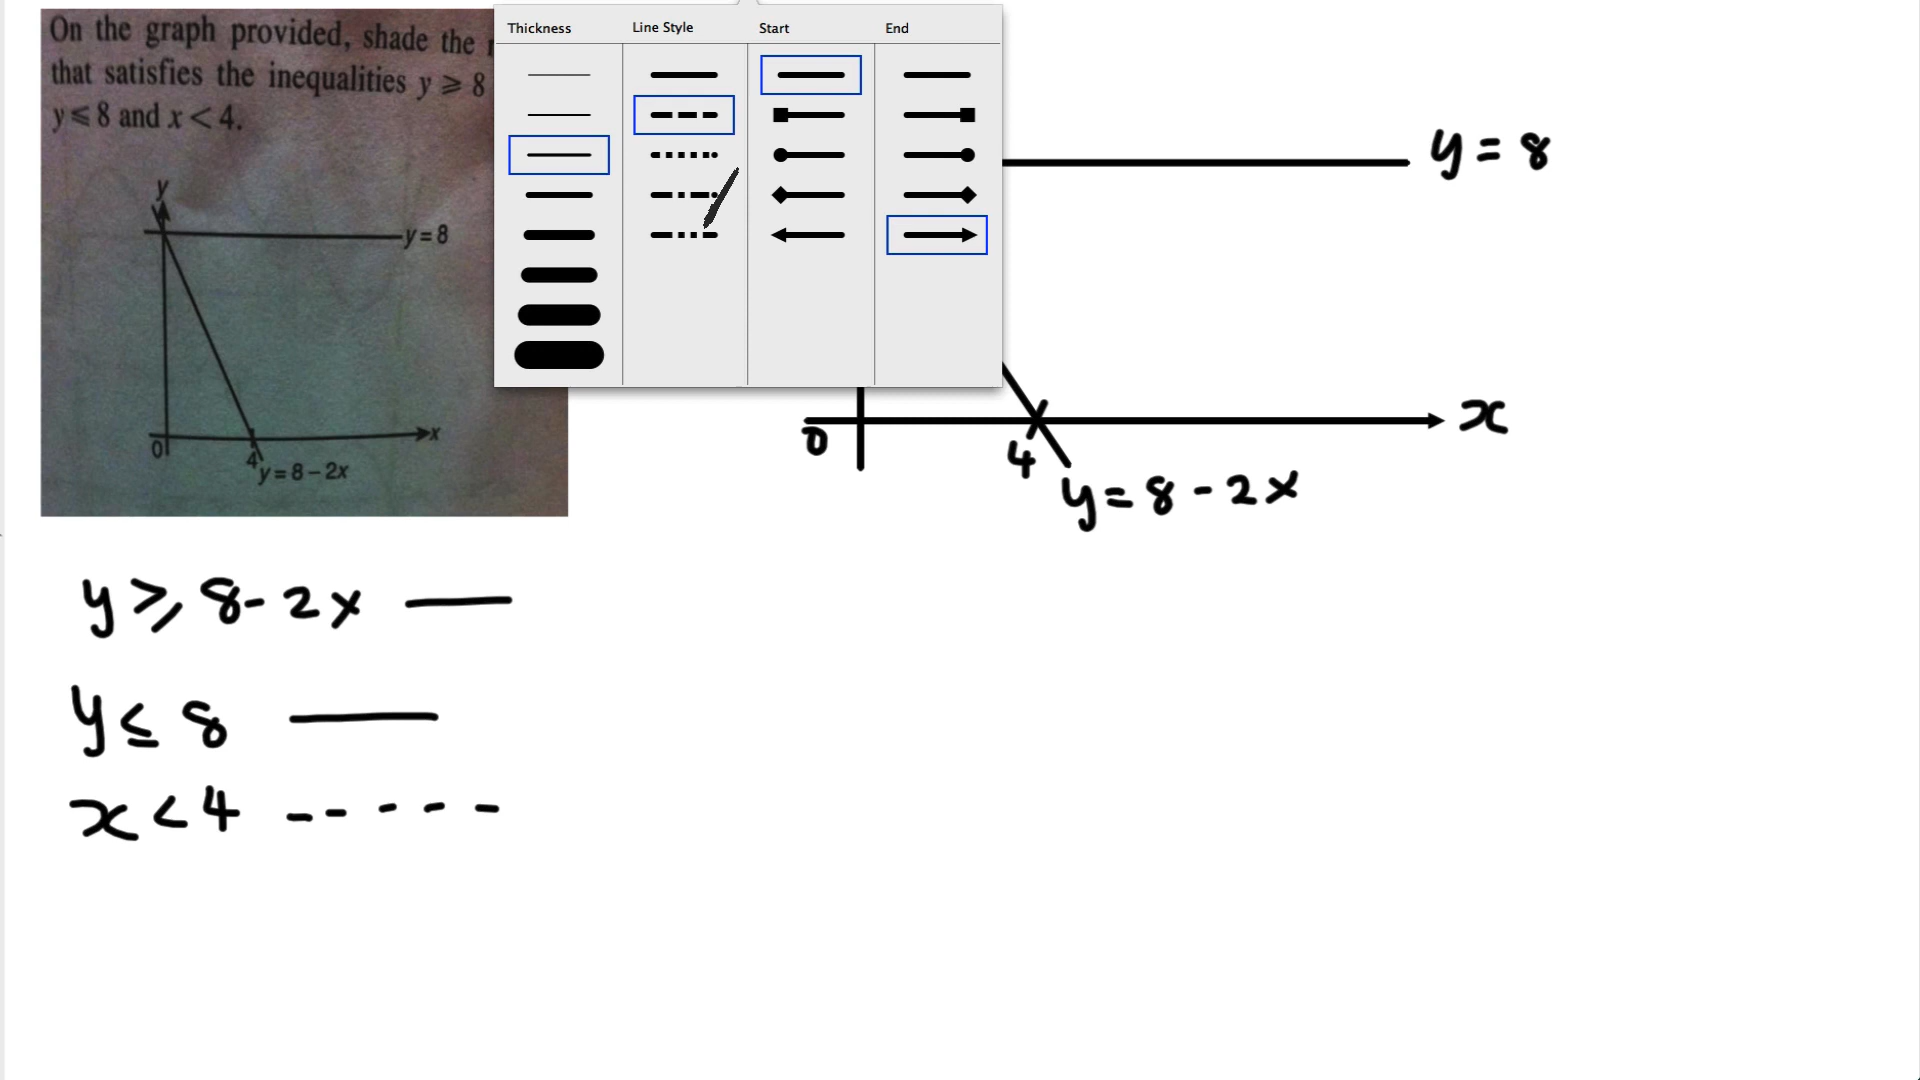 On the graph provided, shade the
that satisfies the inequalities y ⩾ 8
y ⩽ 8 and x < 4.
y
y = 8
0
4
x
y = 8 – 2x
Thickness
Line Style
Start
End
y = 8
x
0
4
y = 8 - 2x
y ⩾ 8 - 2x
y ≤ 8
x < 4